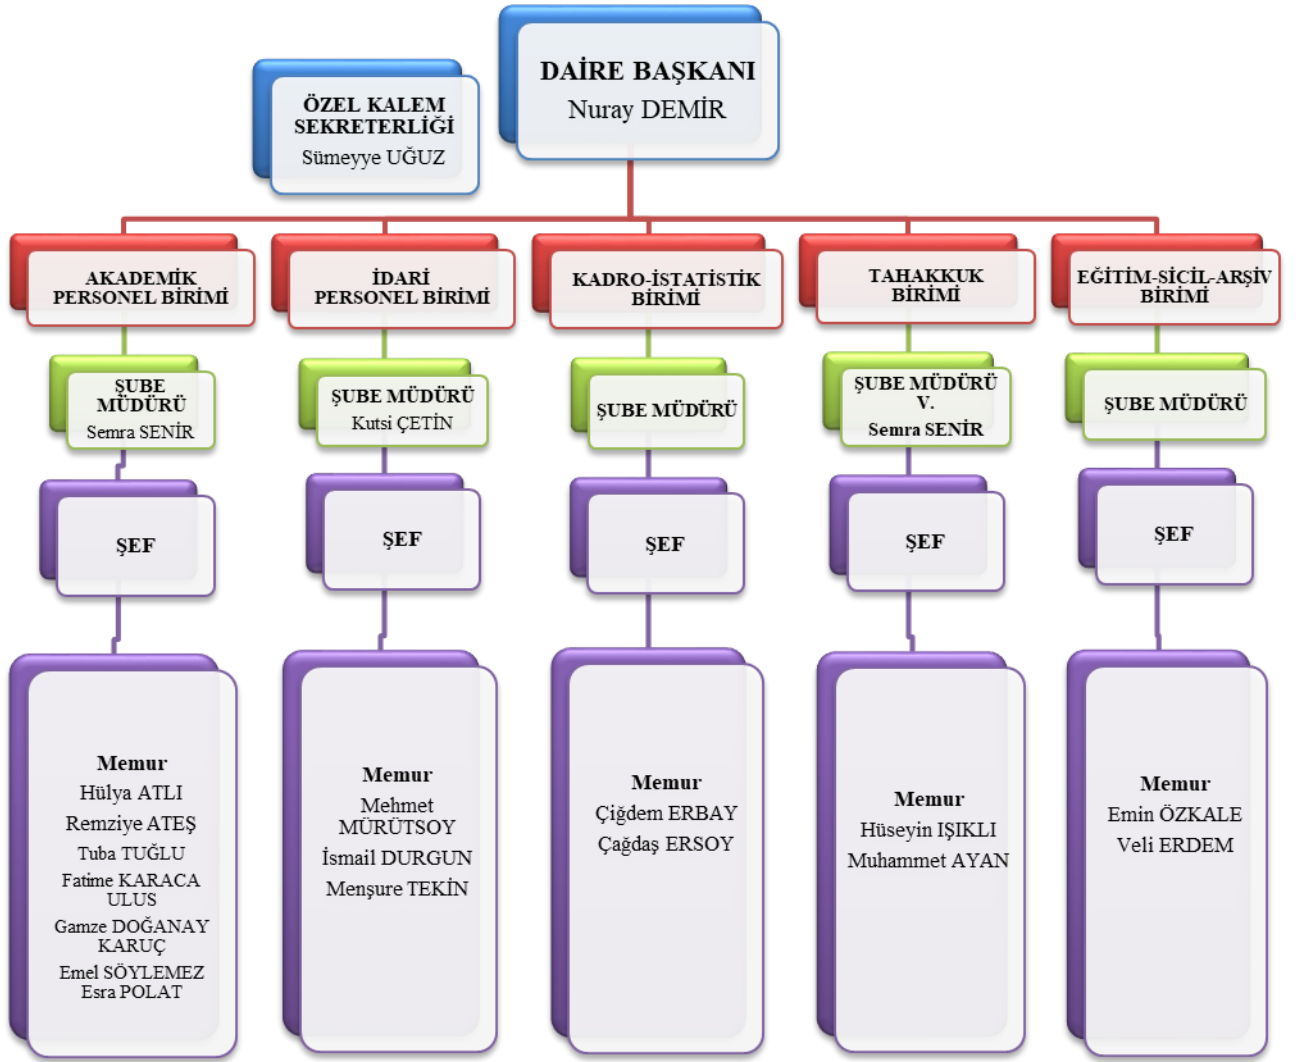 DAİRE BAŞKANI
Nuray DEMİR
ÖZEL KALEM
SEKRETERLİĞİ
Sümeyye UĞUZ
AKADEMİK
PERSONEL BİRİMİ
ŞUBE
MÜDÜRÜ
Semra SENİR
ŞEF
Memur
Hülya ATLI
Remziye ATEŞ
Tuba TUĞLU
Fatime KARACA
ULUS
Gamze DOĞANAY
KARUÇ
Emel SÖYLEMEZ
Esra POLAT
İDARİ
PERSONEL BİRİMİ
ŞUBE MÜDÜRÜ
Kutsi ÇETİN
ŞEF
Memur
Mehmet
MÜRÜTSOY
İsmail DURGUN
Menşure TEKİN
KADRO-İSTATİSTİK
BİRİMİ
ŞUBE MÜDÜRÜ
ŞEF
Memur
Çiğdem ERBAY
Çağdaş ERSOY
TAHAKKUK
BİRİMİ
ŞUBE MÜDÜRÜ
V.
Semra SENİR
ŞEF
Memur
Hüseyin IŞIKLI
Muhammet AYAN
EĞİTİM-SİCİL-ARŞİV
BİRİMİ
ŞUBE MÜDÜRÜ
ŞEF
Memur
Emin ÖZKALE
Veli ERDEM